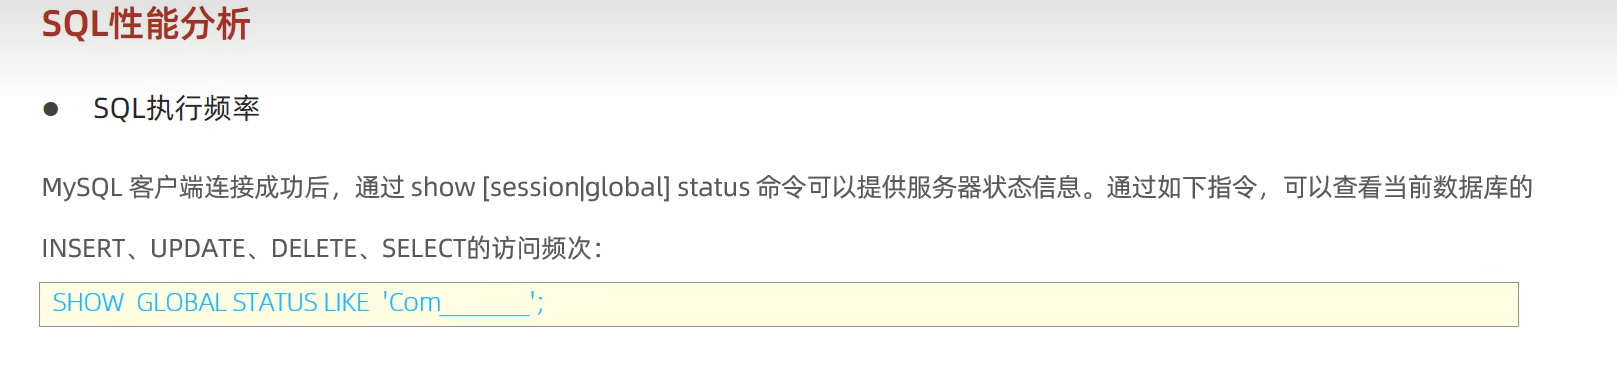 SQL性能分析
● SQL执行频率
MySQL 客户端连接成功后，通过 show [session|global] status 命令可以提供服务器状态信息。通过如下指令，可以查看当前数据库的
INSERT、UPDATE、DELETE、SELECT的访问频次：
SHOW GLOBAL STATUS LIKE 'Com_______';